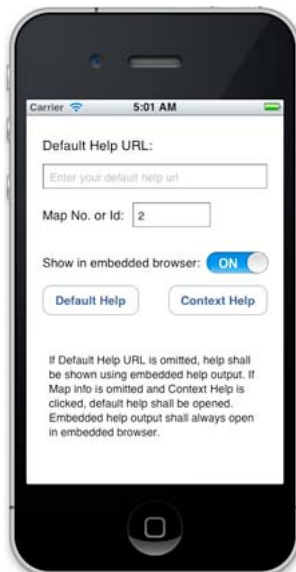 Carrier 5:01 AM
Default Help URL:
Enter your default help url
Map No. or Id: 2
Show in embedded browser: ON
Default Help Context Help
If Default Help URL is omitted, help shall
be shown using embedded help output. If
Map info is omitted and Context Help is
clicked, default help shall be opened.
Embedded help output shall always open
in embedded browser.